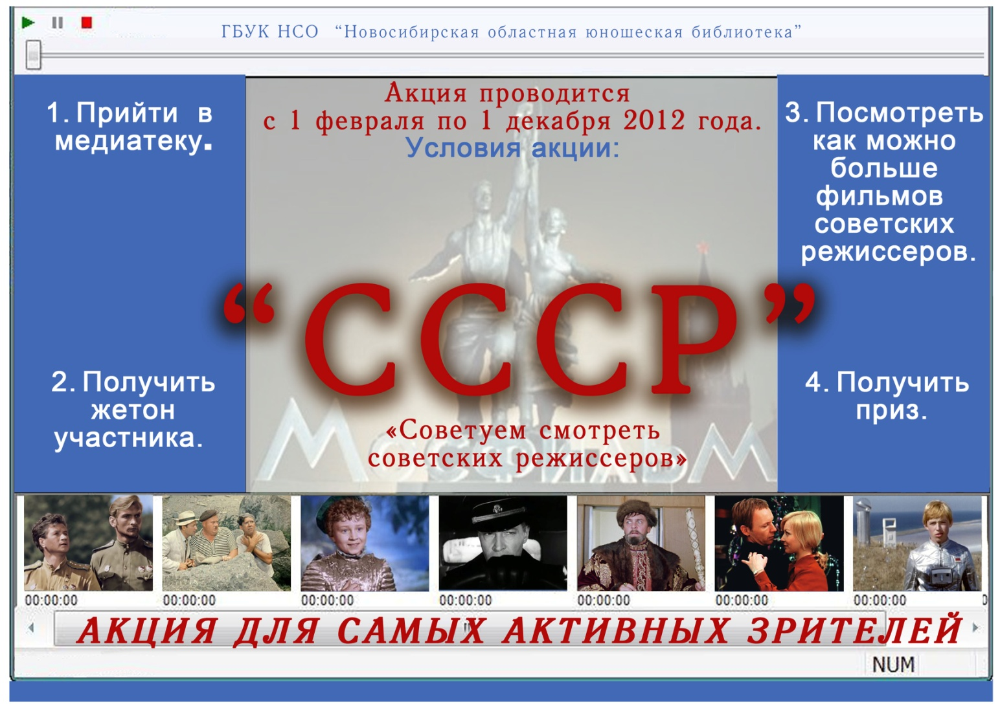 ГБУК НСО “Новосибирская областная юношеская библиотека”
Акция проводится
с 1 февраля по 1 декабря 2012 года.
Условия акции:
1. Прийти в
медиатеку.
2. Получить
жетон
участника.
3. Посмотреть
как можно
больше
фильмов
советских
режиссеров.
4. Получить
приз.
“СССР”
«Советуем смотреть
советских режиссеров»
МосфильМ
00:00:00 00:00:00 00:00:00 00:00:00 00:00:00 00:00:00 00:00:00
АКЦИЯ ДЛЯ САМЫХ АКТИВНЫХ ЗРИТЕЛЕЙ
NUM